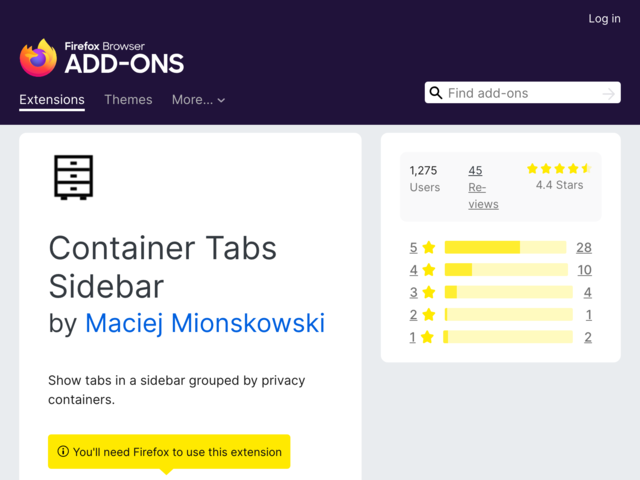 Log in
Firefox Browser
ADD-ONS
Extensions Themes More...
Find add-ons
Container Tabs
Sidebar
by Maciej Mionskowski
Show tabs in a sidebar grouped by privacy
containers.
You'll need Firefox to use this extension
1,275
Users
45
Re-
views
4.4 Stars
5 28
4 10
3 4
2 1
1 2